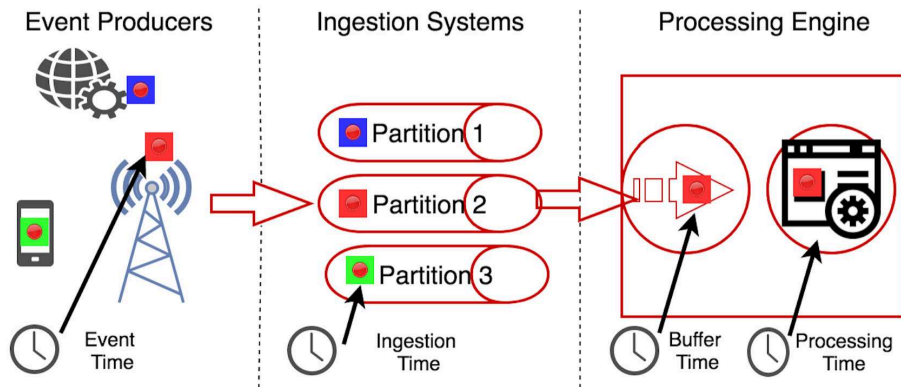 Event Producers
Ingestion Systems
Processing Engine
Partition 1
Partition 2
Partition 3
Event
Time
Ingestion
Time
Buffer
Time
Processing
Time